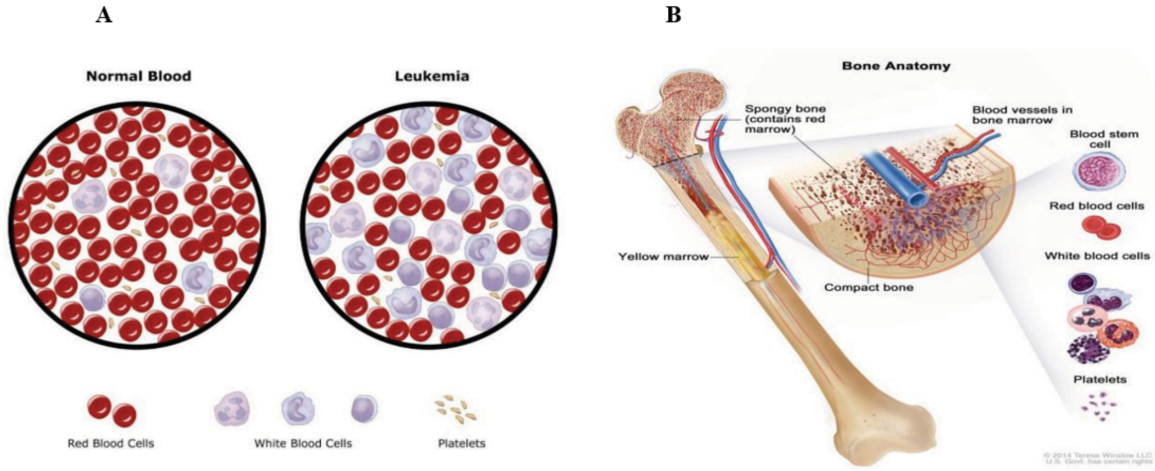 A
Normal Blood
Leukemia
Red Blood Cells
White Blood Cells
Platelets
B
Bone Anatomy
Spongy bone
(contains red
marrow)
Blood vessels in
bone marrow
Blood stem
cell
Red blood cells
White blood cells
Yellow marrow
Compact bone
Platelets
© 2014 Terese Winslow LLC
U.S. Govt. has certain rights